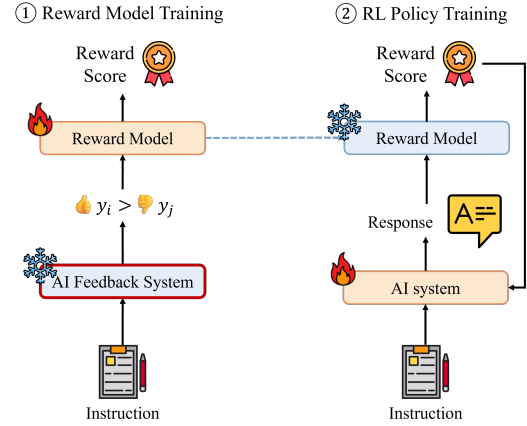 ① Reward Model Training
Reward
Score
Reward Model
y_i > y_j
AI Feedback System
Instruction
② RL Policy Training
Reward
Score
Reward Model
Response
A
AI system
Instruction